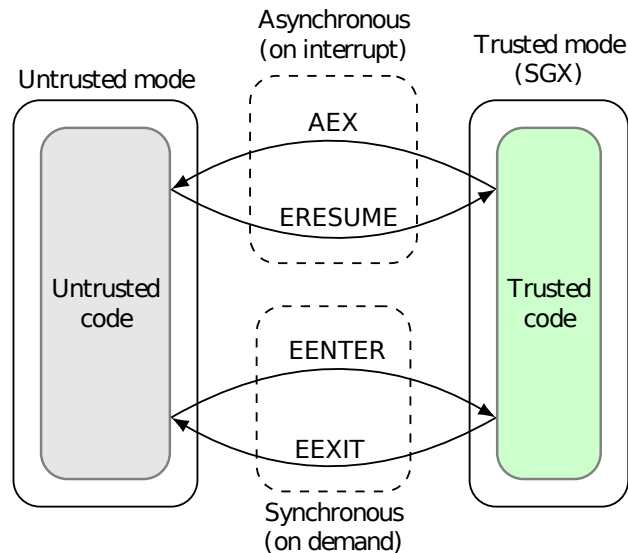 Asynchronous
(on interrupt)
Untrusted mode
Trusted mode
(SGX)
AEX
ERESUME
Untrusted
code
Trusted
code
EENTER
EEXIT
Synchronous
(on demand)